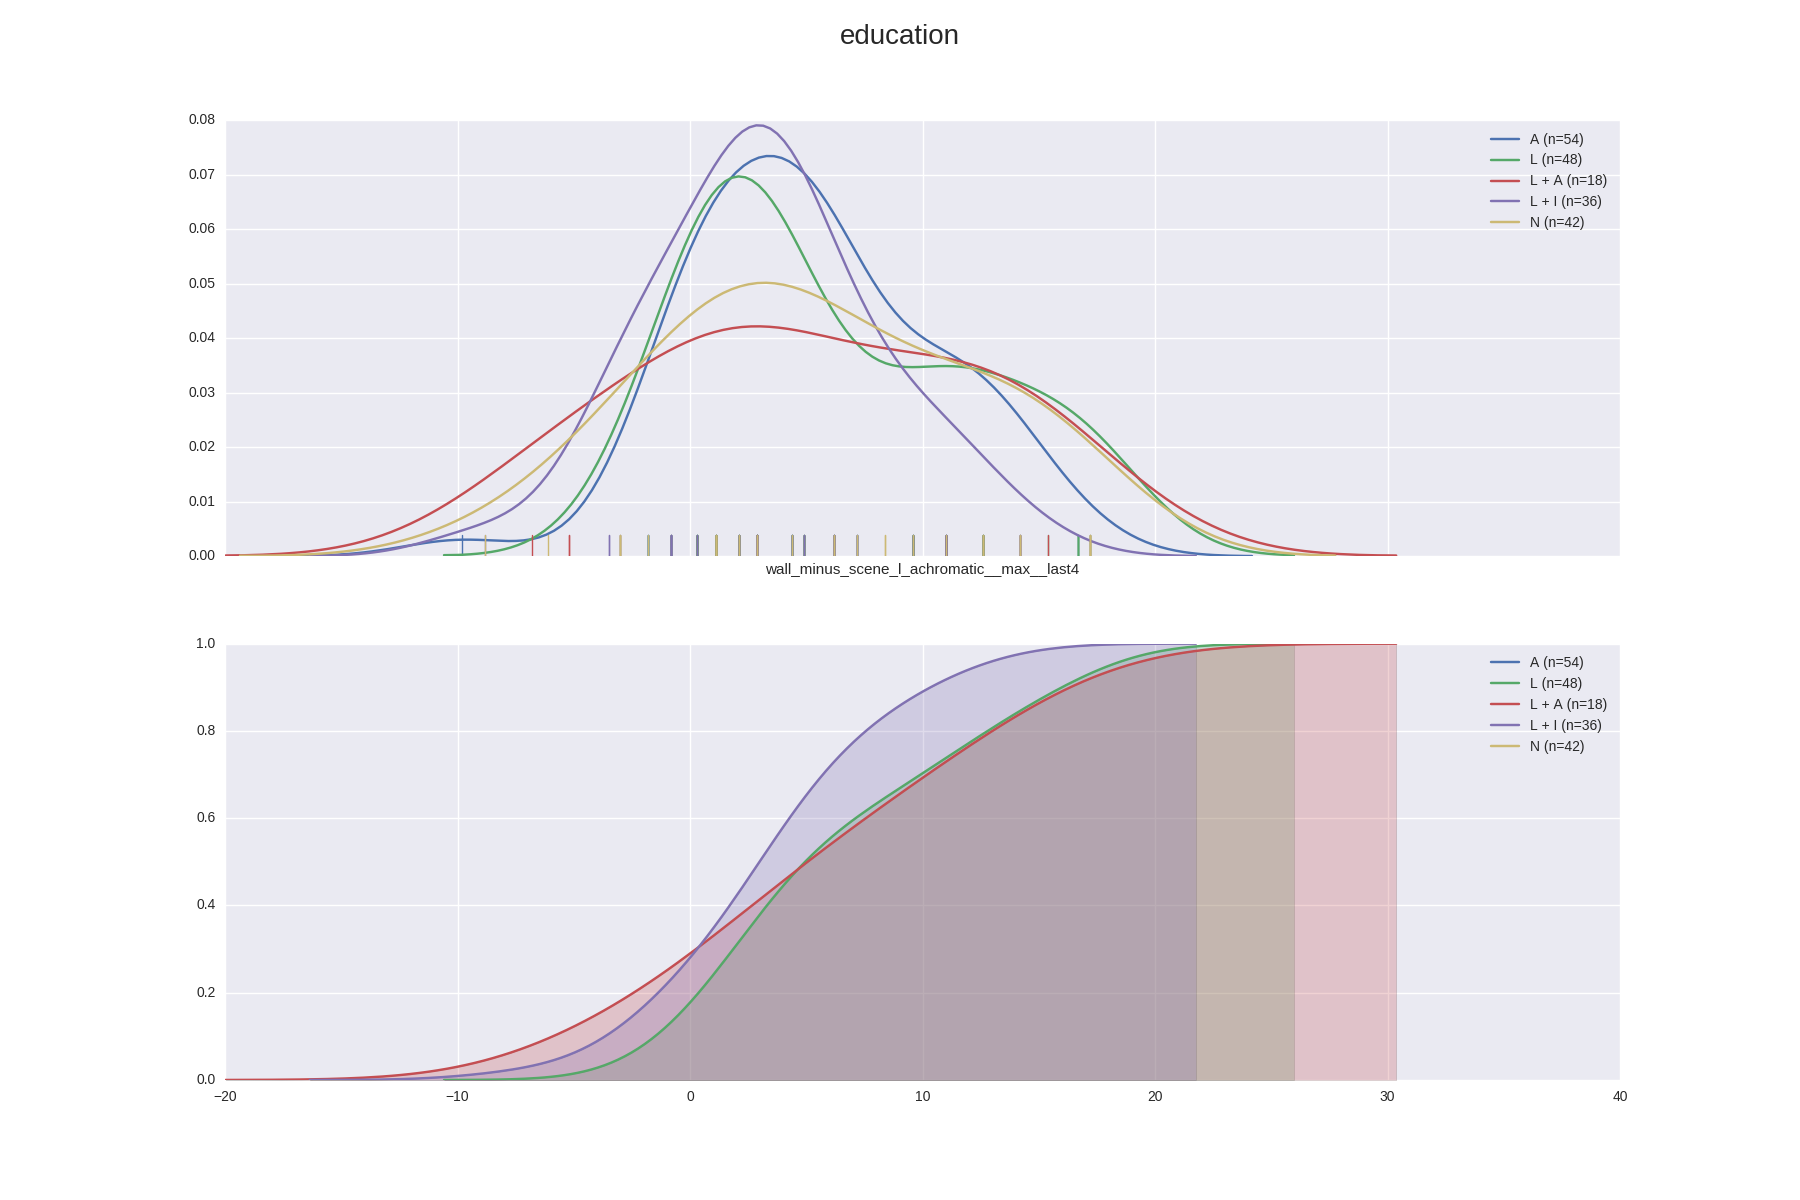 education
0.08
0.07
0.06
0.05
0.04
0.03
0.02
0.01
0.00
A (n=54)
L (n=48)
L + A (n=18)
L + I (n=36)
N (n=42)
wall_minus_scene_l_achromatic__max__last4
1.0
0.8
0.6
0.4
0.2
0.0
A (n=54)
L (n=48)
L + A (n=18)
L + I (n=36)
N (n=42)
−20 −10 0 10 20 30 40